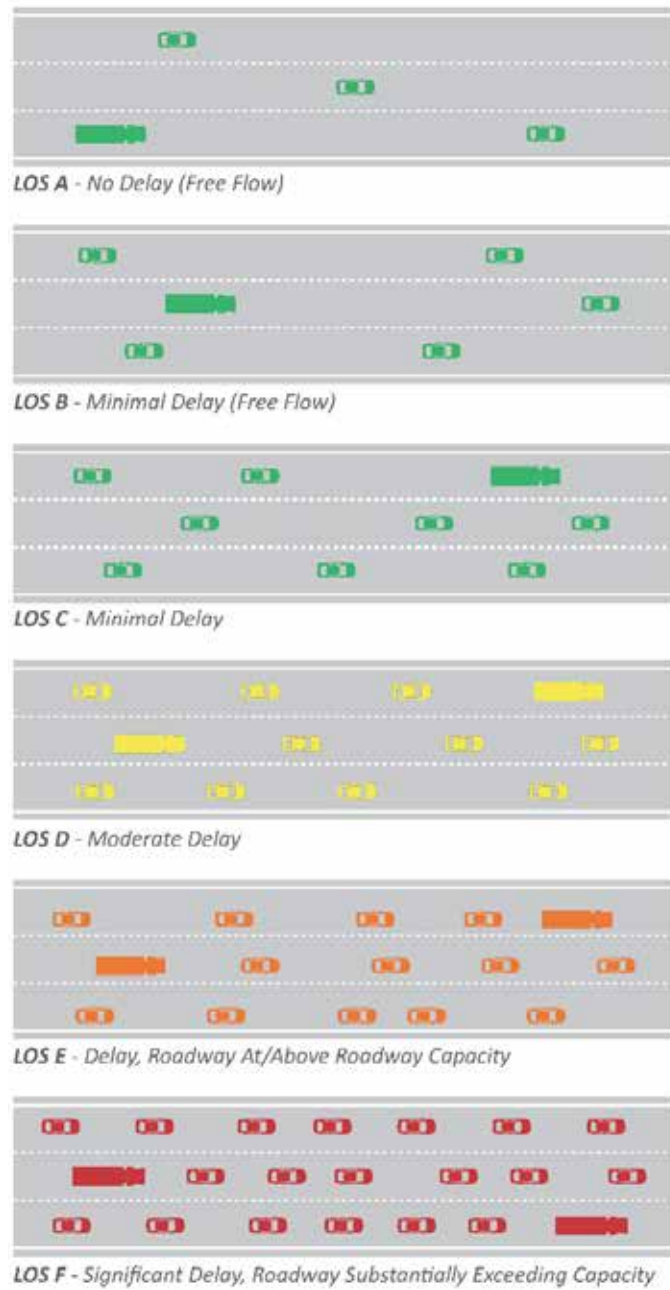 LOS A - No Delay (Free Flow)
LOS B - Minimal Delay (Free Flow)
LOS C - Minimal Delay
LOS D - Moderate Delay
LOS E - Delay, Roadway At/Above Roadway Capacity
LOS F - Significant Delay, Roadway Substantially Exceeding Capacity